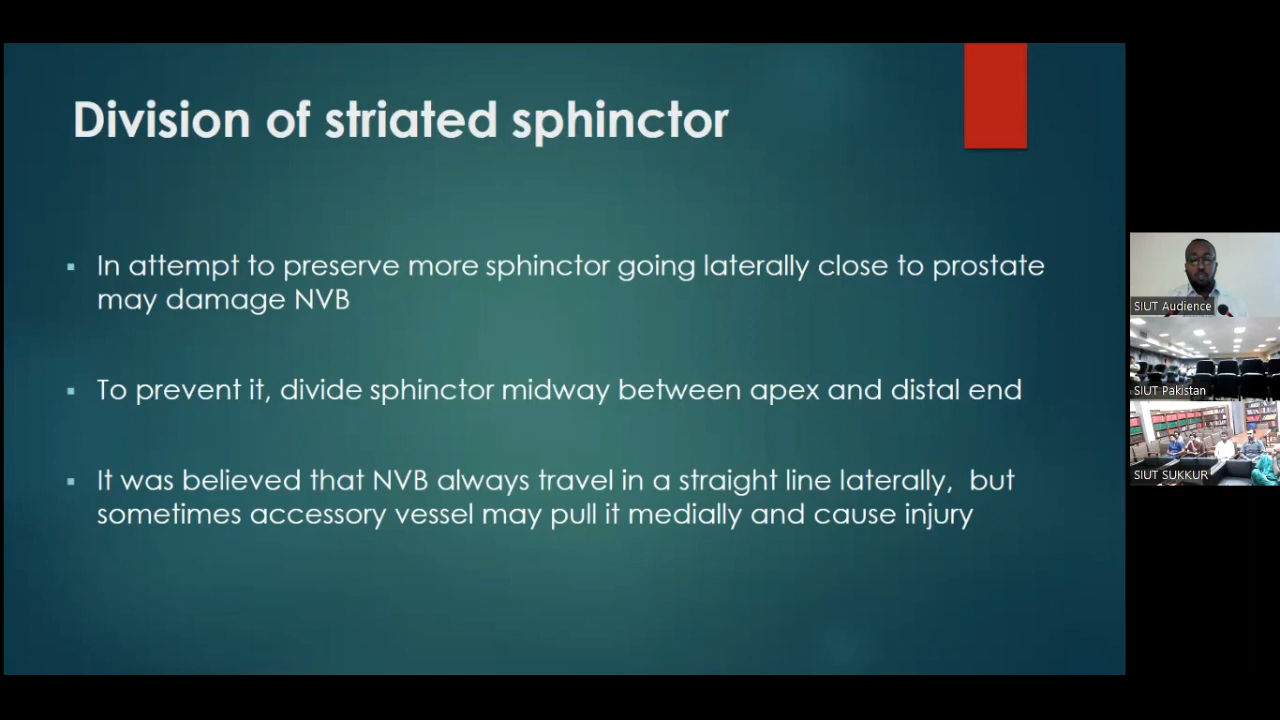 Division of striated sphinctor
In attempt to preserve more sphinctor going laterally close to prostate
may damage NVB
To prevent it, divide sphinctor midway between apex and distal end
It was believed that NVB always travel in a straight line laterally, but
sometimes accessory vessel may pull it medially and cause injury
SIUT Audience
SIUT Pakistan
SIUT SUKKUR